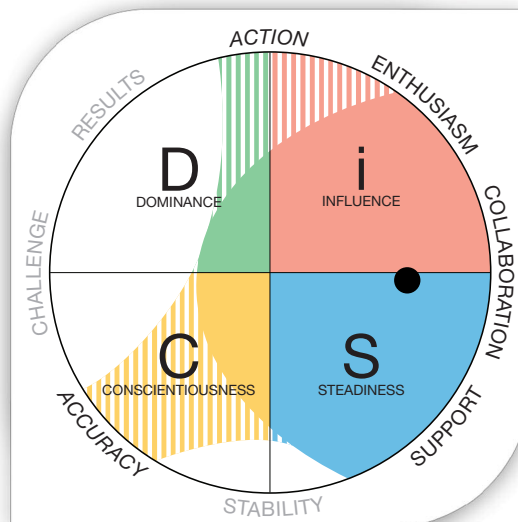 ACTION
ENTHUSIASM
RESULTS
D
DOMINANCE
i
INFLUENCE
COLLABORATION
CHALLENGE
C
CONSCIENTIOUSNESS
S
STEADINESS
ACCURACY
SUPPORT
STABILITY